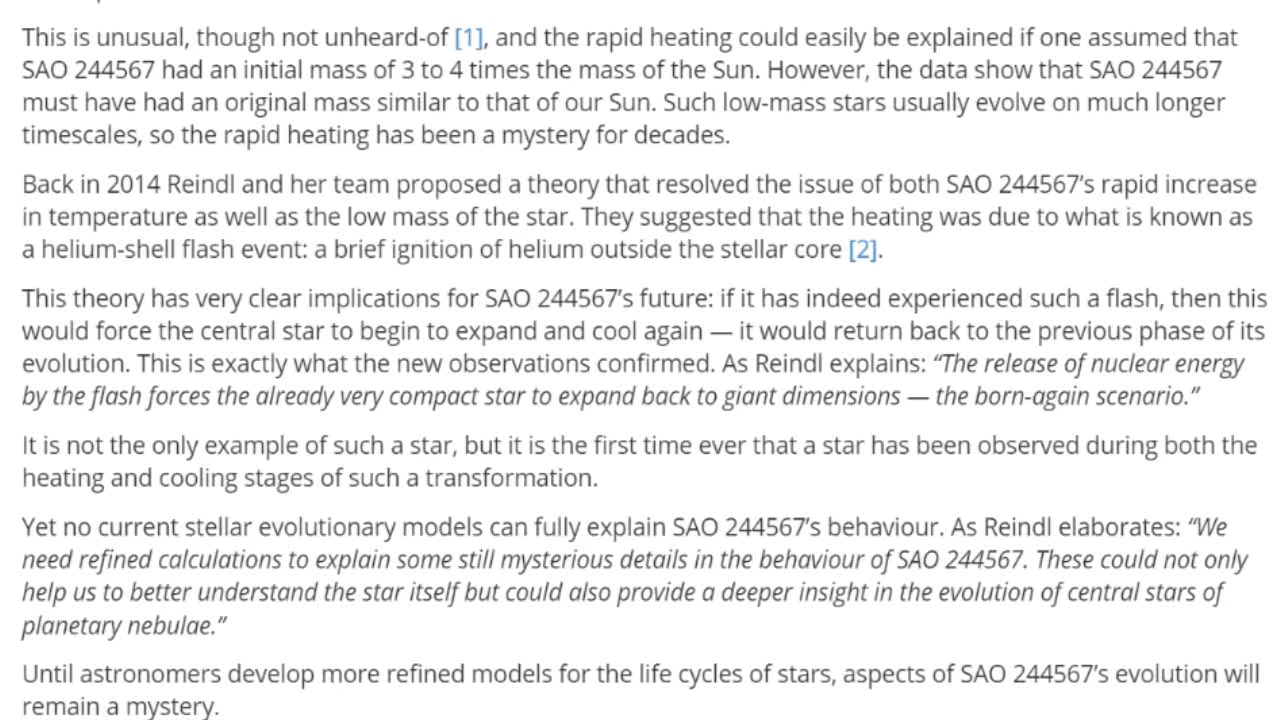 This is unusual, though not unheard-of [1], and the rapid heating could easily be explained if one assumed that
SAO 244567 had an initial mass of 3 to 4 times the mass of the Sun. However, the data show that SAO 244567
must have had an original mass similar to that of our Sun. Such low-mass stars usually evolve on much longer
timescales, so the rapid heating has been a mystery for decades.
Back in 2014 Reindl and her team proposed a theory that resolved the issue of both SAO 244567's rapid increase
in temperature as well as the low mass of the star. They suggested that the heating was due to what is known as
a helium-shell flash event: a brief ignition of helium outside the stellar core [2].
This theory has very clear implications for SAO 244567's future: if it has indeed experienced such a flash, then this
would force the central star to begin to expand and cool again — it would return back to the previous phase of its
evolution. This is exactly what the new observations confirmed. As Reindl explains: “The release of nuclear energy
by the flash forces the already very compact star to expand back to giant dimensions — the born-again scenario.”
It is not the only example of such a star, but it is the first time ever that a star has been observed during both the
heating and cooling stages of such a transformation.
Yet no current stellar evolutionary models can fully explain SAO 244567's behaviour. As Reindl elaborates: “We
need refined calculations to explain some still mysterious details in the behaviour of SAO 244567. These could not only
help us to better understand the star itself but could also provide a deeper insight in the evolution of central stars of
planetary nebulae.”
Until astronomers develop more refined models for the life cycles of stars, aspects of SAO 244567's evolution will
remain a mystery.